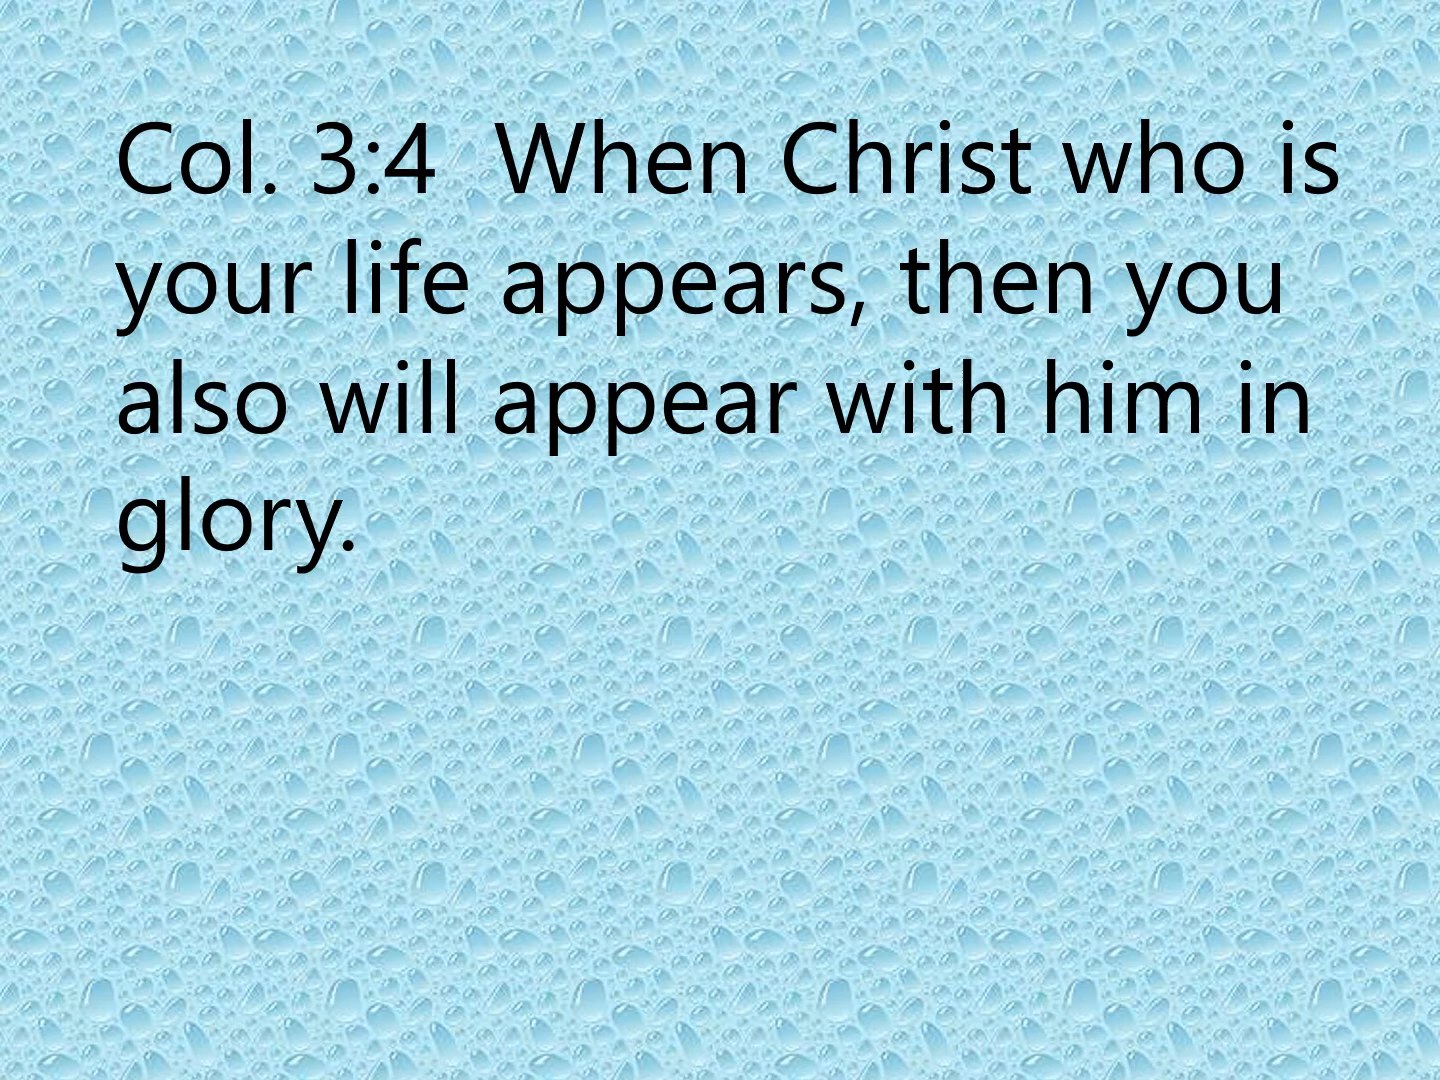 Col. 3:4  When Christ who is
your life appears, then you
also will appear with him in
glory.